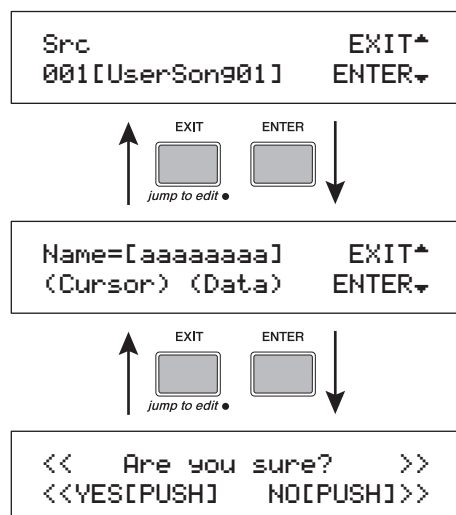 Src EXIT▲
001[UserSong01] ENTER▼
EXIT ENTER
jump to edit ●
Name=[aaaaaaaa] EXIT▲
(Cursor) (Data) ENTER▼
EXIT ENTER
jump to edit ●
<< Are you sure? >>
<<YES[PUSH] NO[PUSH]>>